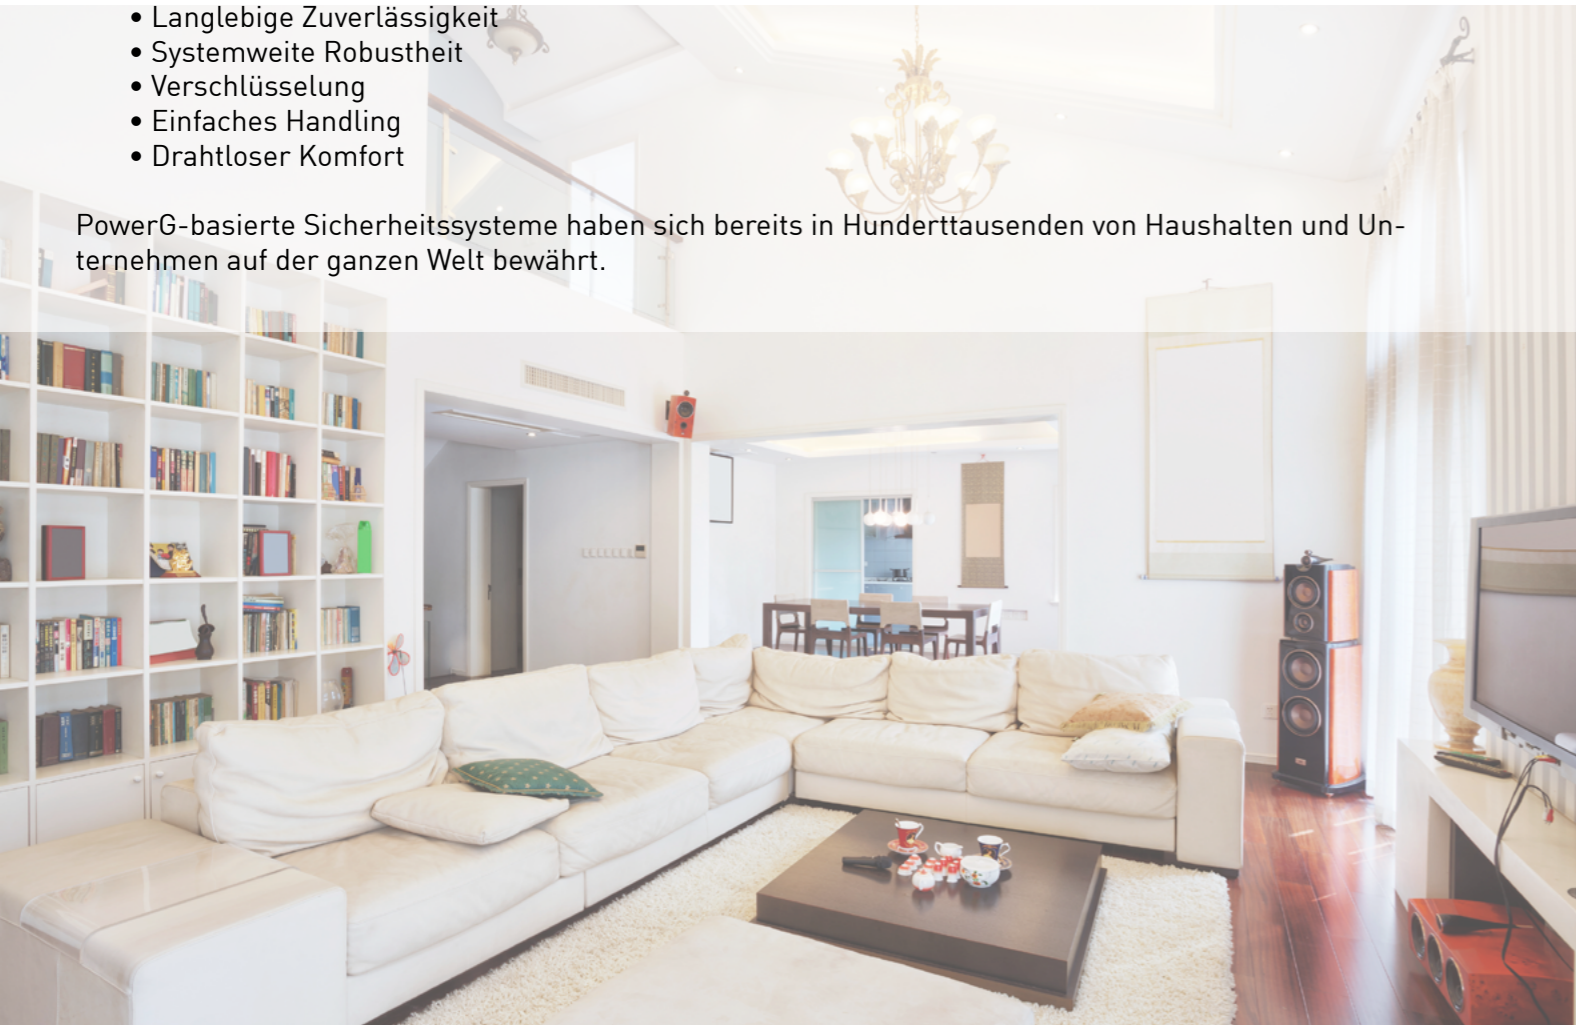 • Langlebige Zuverlässigkeit
• Systemweite Robustheit
• Verschlüsselung
• Einfaches Handling
• Drahtloser Komfort
PowerG-basierte Sicherheitssysteme haben sich bereits in Hunderttausenden von Haushalten und Un-
ternehmen auf der ganzen Welt bewährt.